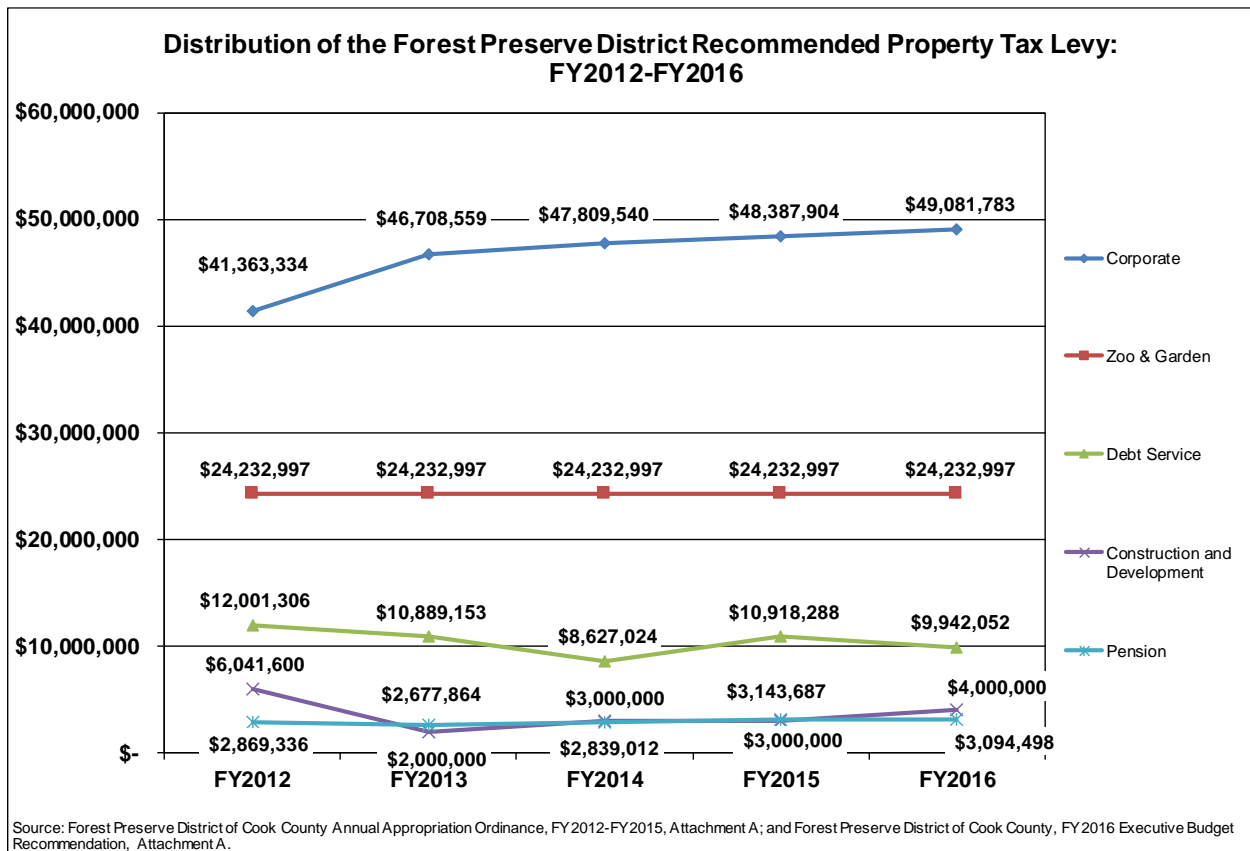 Distribution of the Forest Preserve District Recommended Property Tax Levy:
FY2012-FY2016
$60,000,000
$50,000,000
$40,000,000
$30,000,000
$20,000,000
$10,000,000
$-
$41,363,334
$46,708,559
$47,809,540
$48,387,904
$49,081,783
$24,232,997
$24,232,997
$24,232,997
$24,232,997
$24,232,997
$12,001,306
$10,889,153
$8,627,024
$10,918,288
$9,942,052
$6,041,600
$2,677,864
$3,000,000
$3,143,687
$4,000,000
$2,869,336
$2,000,000
$2,839,012
$3,000,000
$3,094,498
FY2012
FY2013
FY2014
FY2015
FY2016
Corporate
Zoo & Garden
Debt Service
Construction and
Development
Pension
Source: Forest Preserve District of Cook County Annual Appropriation Ordinance, FY2012-FY2015, Attachment A; and Forest Preserve District of Cook County, FY2016 Executive Budget
Recommendation, Attachment A.